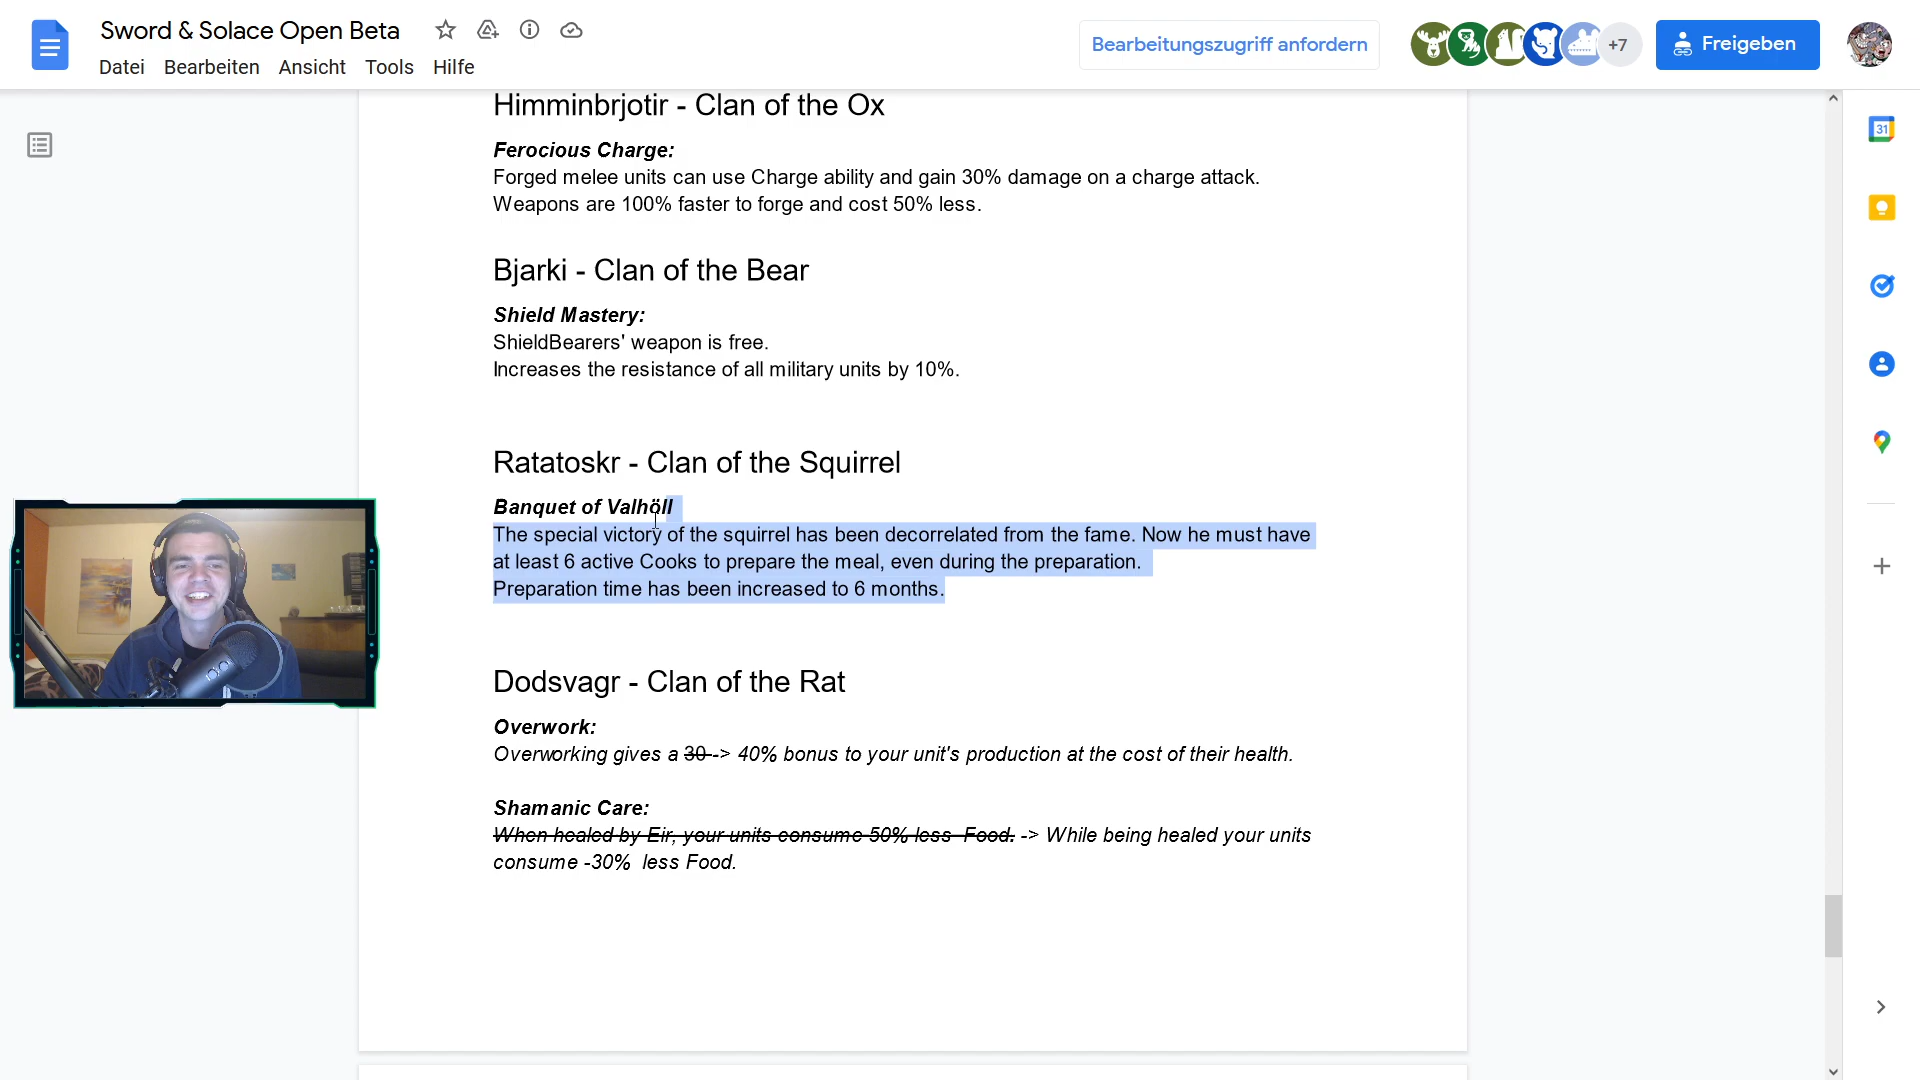 Sword & Solace Open Beta
Datei Bearbeiten Ansicht Tools Hilfe
Bearbeitungszugriff anfordern
+7
Freigeben
31
Himminbrjotir - Clan of the Ox
Ferocious Charge:
Forged melee units can use Charge ability and gain 30% damage on a charge attack.
Weapons are 100% faster to forge and cost 50% less.
Bjarki - Clan of the Bear
Shield Mastery:
ShieldBearers' weapon is free.
Increases the resistance of all military units by 10%.
Ratatoskr - Clan of the Squirrel
Banquet of Valhöll
The special victory of the squirrel has been decorrelated from the fame. Now he must have
at least 6 active Cooks to prepare the meal, even during the preparation.
Preparation time has been increased to 6 months.
Dodsvagr - Clan of the Rat
Overwork:
Overworking gives a 30 -> 40% bonus to your unit's production at the cost of their health.
Shamanic Care:
When healed by Eir, your units consume 50% less Food. -> While being healed your units
consume -30% less Food.